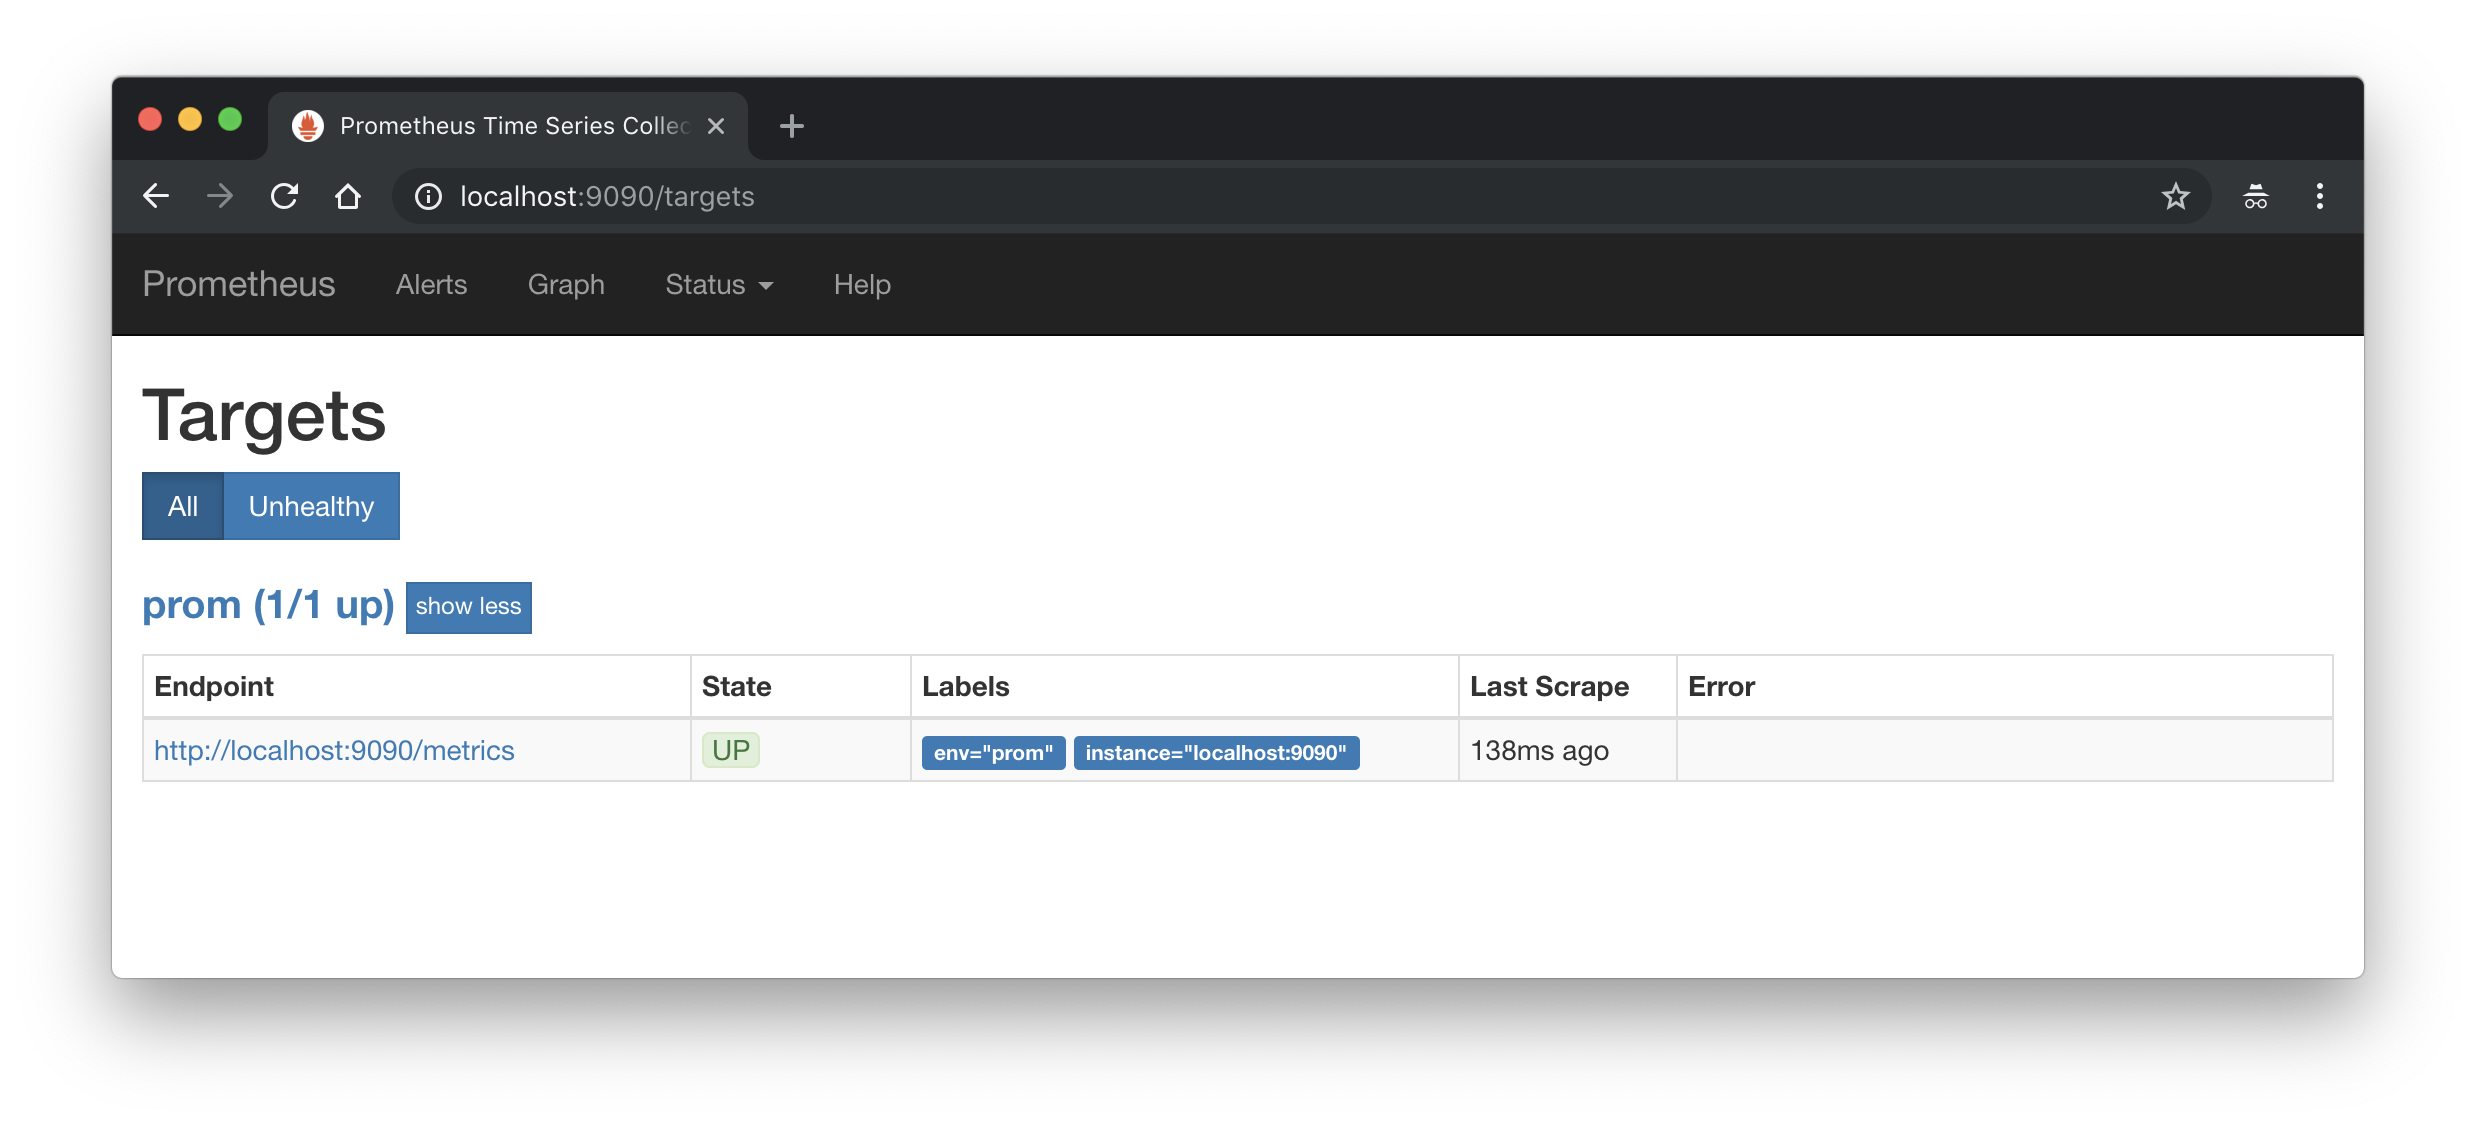 Prometheus Time Series Collec
localhost:9090/targets
Prometheus Alerts Graph Status Help
Targets
All Unhealthy
prom (1/1 up) show less
Endpoint State Labels Last Scrape Error
http://localhost:9090/metrics UP env="prom" instance="localhost:9090" 138ms ago